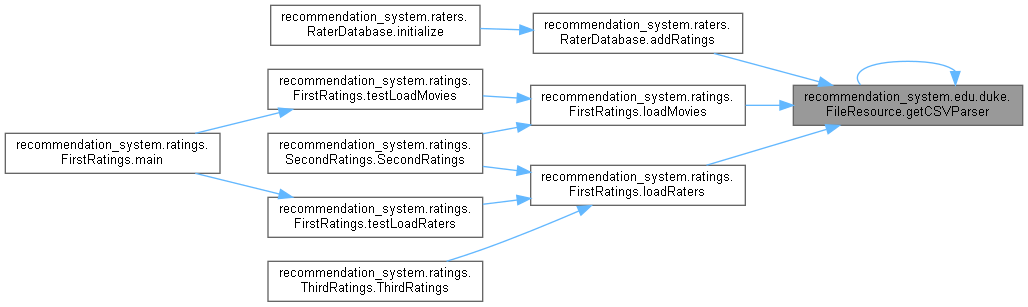 recommendation_system.raters.
RaterDatabase.initialize
recommendation_system.raters.
RaterDatabase.addRatings
recommendation_system.ratings.
FirstRatings.testLoadMovies
recommendation_system.ratings.
FirstRatings.loadMovies
recommendation_system.edu.duke.
FileResource.getCSVParser
recommendation_system.ratings.
FirstRatings.main
recommendation_system.ratings.
SecondRatings.SecondRatings
recommendation_system.ratings.
FirstRatings.loadRaters
recommendation_system.ratings.
FirstRatings.testLoadRaters
recommendation_system.ratings.
ThirdRatings.ThirdRatings